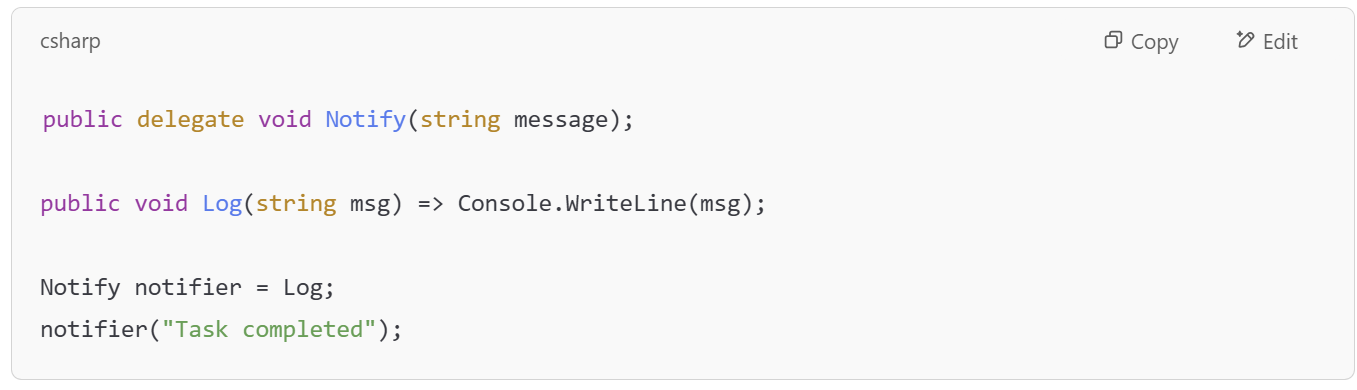 csharp Copy Edit
public delegate void Notify(string message);
public void Log(string msg) => Console.WriteLine(msg);
Notify notifier = Log;
notifier("Task completed");